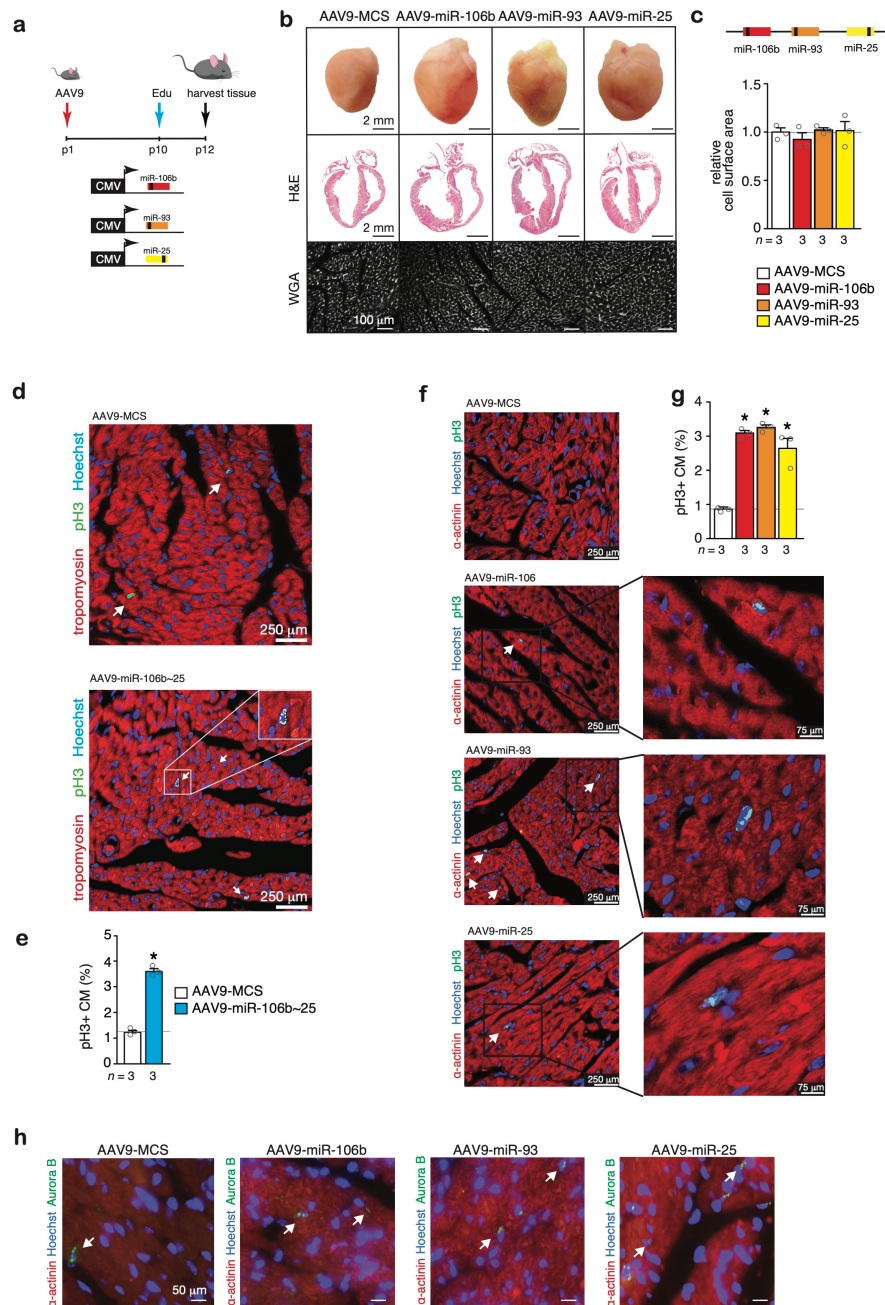 a
AAV9
Edu
harvest tissue
p1
p10
p12
CMV
miR-106b
CMV
miR-93
CMV
miR-25
b
AAV9-MCS
AAV9-miR-106b
AAV9-miR-93
AAV9-miR-25
2 mm
H&E
2 mm
WGA
100 µm
c
miR-106b
miR-93
miR-25
relative
cell surface area
1.5
1.0
0.5
0
n = 3
3
3
3
AAV9-MCS
AAV9-miR-106b
AAV9-miR-93
AAV9-miR-25
d
AAV9-MCS
tropomyosin pH3 Hoechst
250 µm
AAV9-miR-106b~25
tropomyosin pH3 Hoechst
250 µm
e
pH3+ CM (%)
5
4
3
2
1
0
n = 3
3
AAV9-MCS
AAV9-miR-106b~25
*
f
AAV9-MCS
α-actinin Hoechst pH3
250 µm
AAV9-miR-106
α-actinin Hoechst pH3
250 µm
75 µm
AAV9-miR-93
α-actinin Hoechst pH3
250 µm
75 µm
AAV9-miR-25
α-actinin Hoechst pH3
250 µm
75 µm
g
pH3+ CM (%)
4
3
2
1
0
*
*
*
n = 3
3
3
3
h
AAV9-MCS
α-actinin Hoechst Aurora B
50 µm
AAV9-miR-106b
α-actinin Hoechst Aurora B
AAV9-miR-93
α-actinin Hoechst Aurora B
AAV9-miR-25
α-actinin Hoechst Aurora B